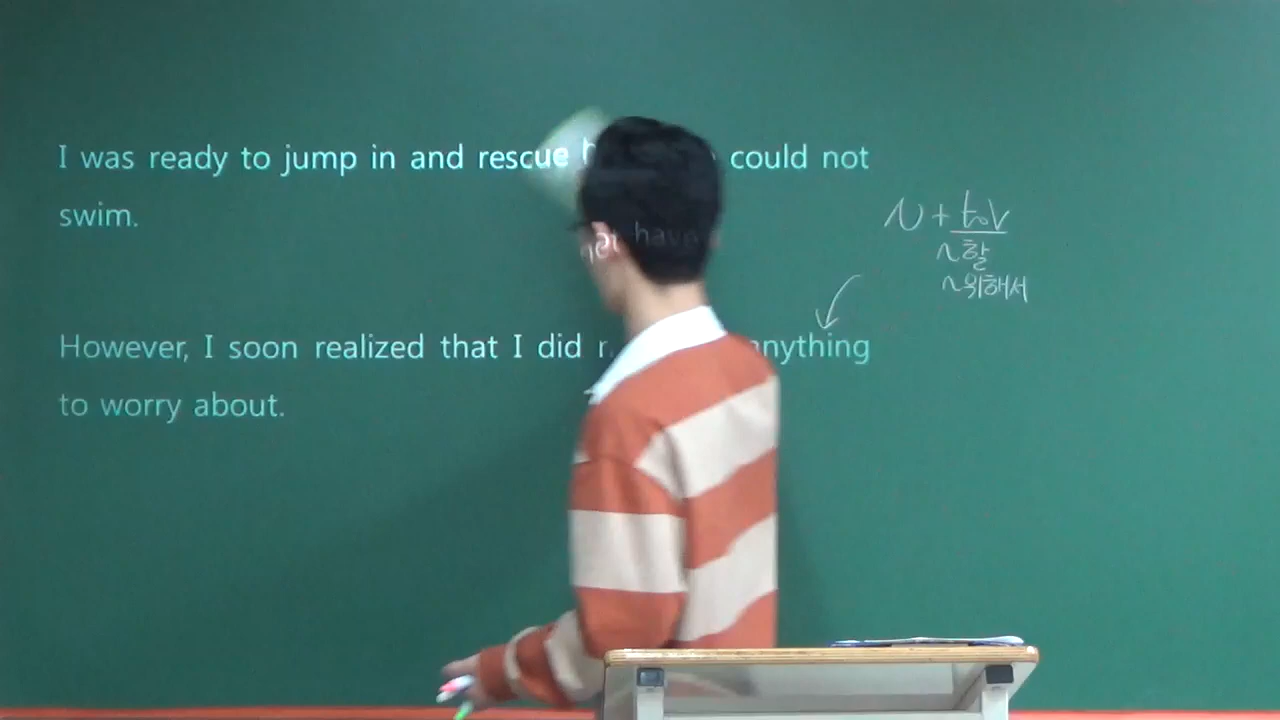 I was ready to jump in and rescue could not
swim.
N + to V
~할
~위해서
have
However, I soon realized that I did anything
to worry about.